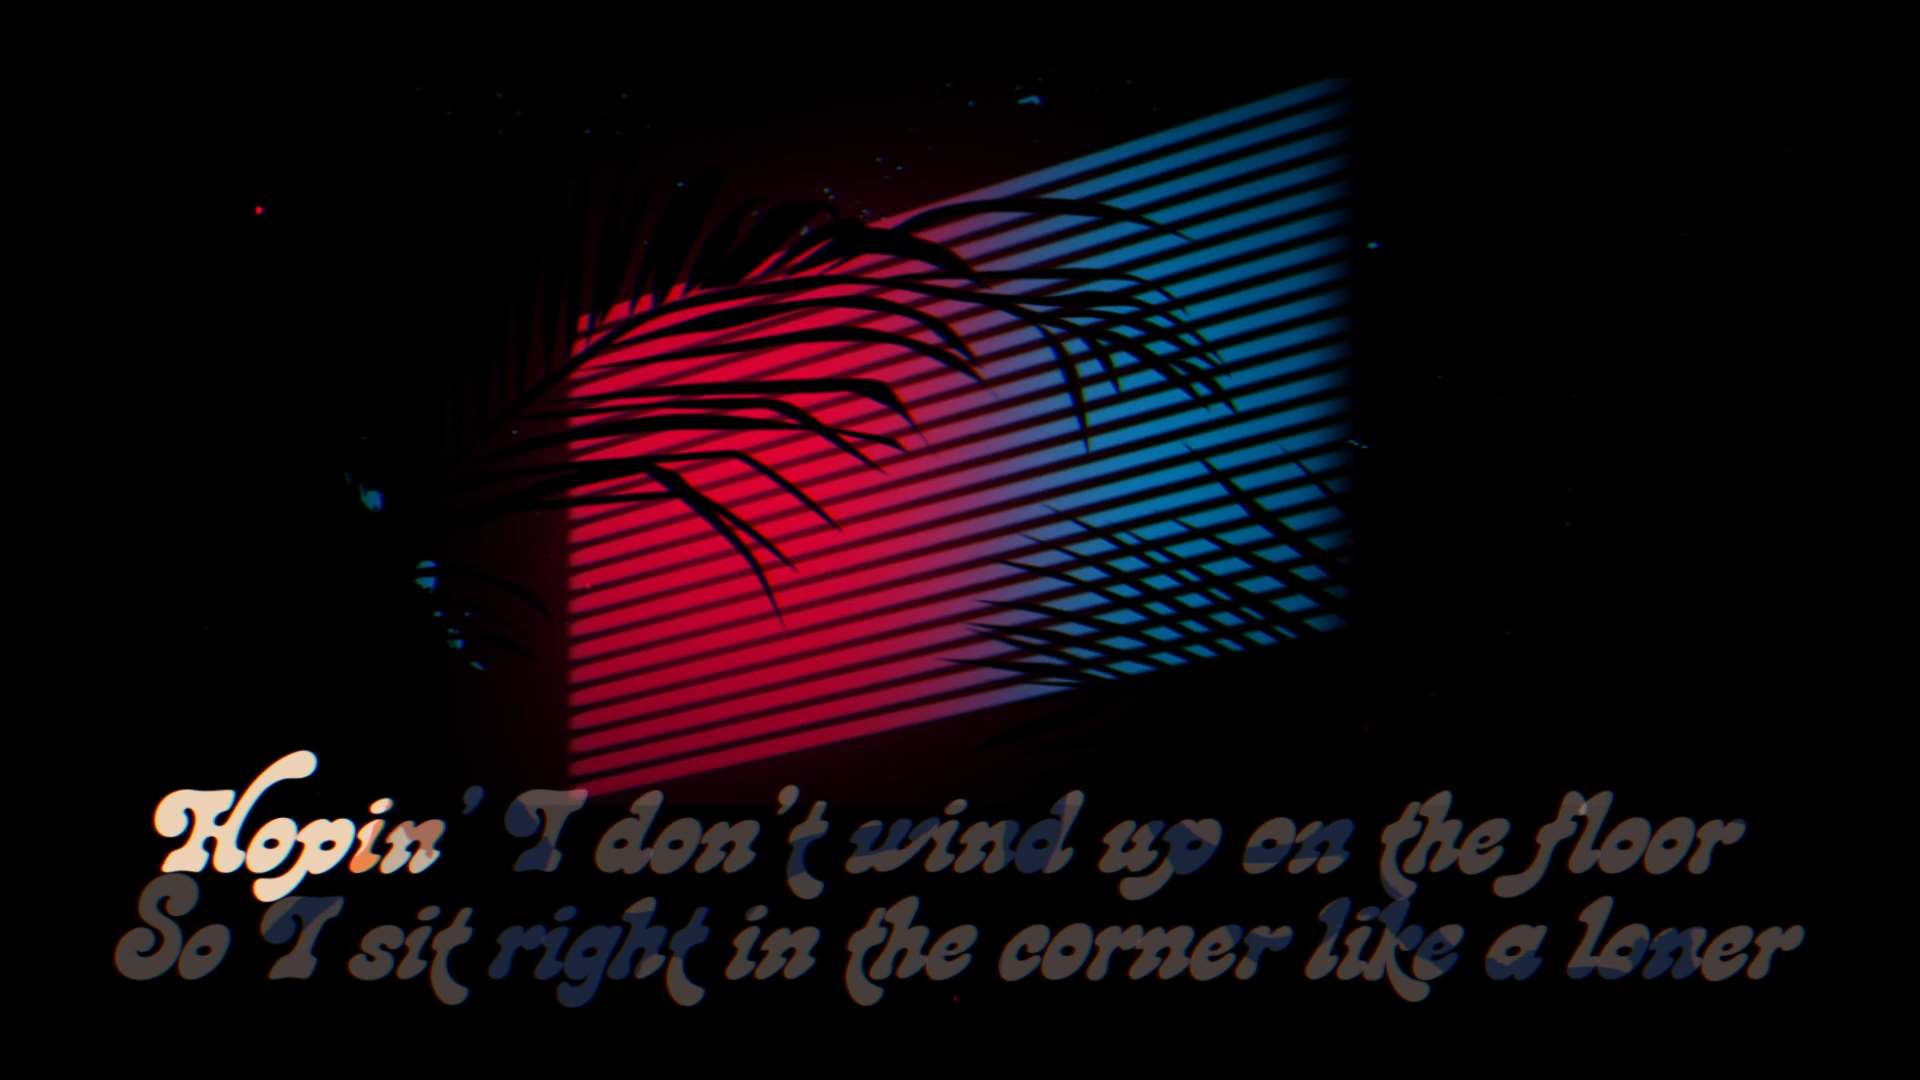 Hopin' I don't wind up on the floor
So I sit right in the corner like a loner